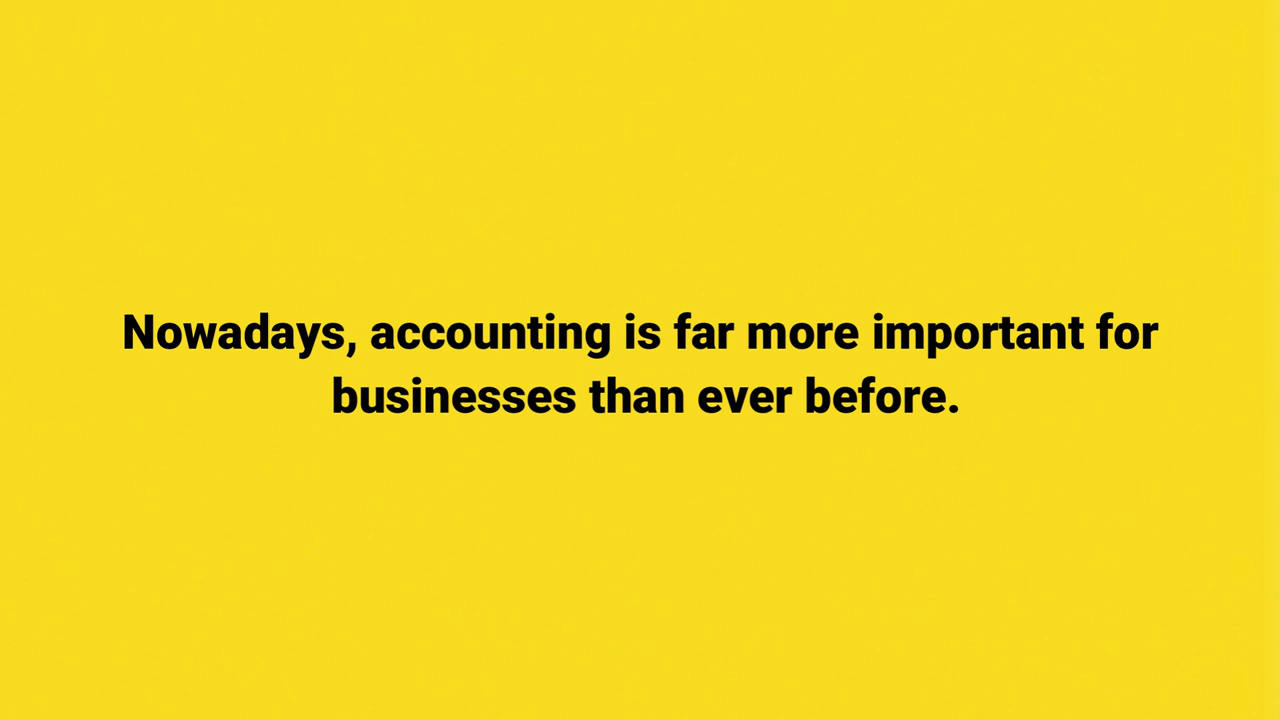 Nowadays, accounting is far more important for
businesses than ever before.